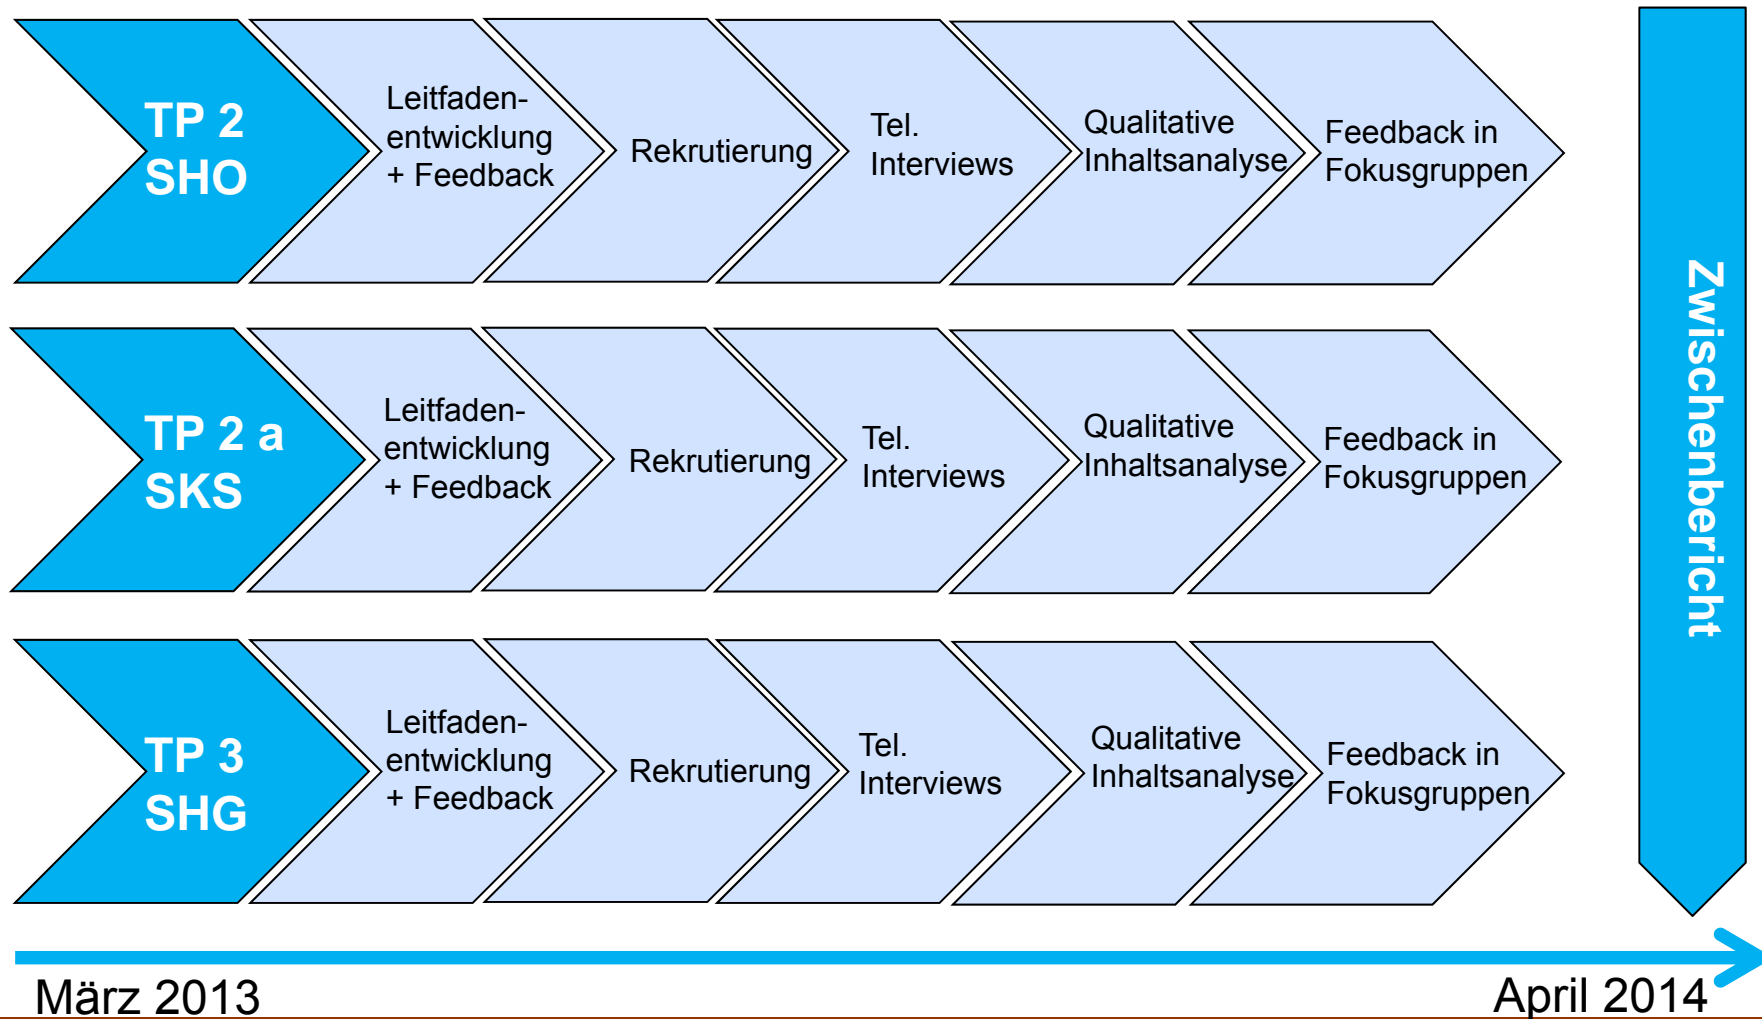 TP 2
SHO
Leitfaden-
entwicklung
+ Feedback
Rekrutierung
Tel.
Interviews
Qualitative
Inhaltsanalyse
Feedback in
Fokusgruppen
TP 2 a
SKS
Leitfaden-
entwicklung
+ Feedback
Rekrutierung
Tel.
Interviews
Qualitative
Inhaltsanalyse
Feedback in
Fokusgruppen
TP 3
SHG
Leitfaden-
entwicklung
+ Feedback
Rekrutierung
Tel.
Interviews
Qualitative
Inhaltsanalyse
Feedback in
Fokusgruppen
Zwischenbericht
März 2013
April 2014